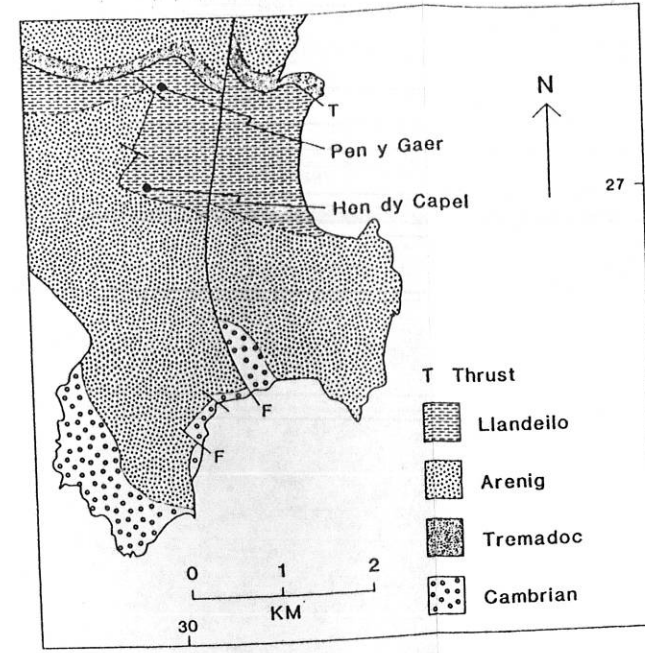 T
N
Pen y Gaer
27
Hen dy Capel
T Thrust
Llandeilo
F
Arenig
F
Tremadoc
0 1 2
KM
Cambrian
30